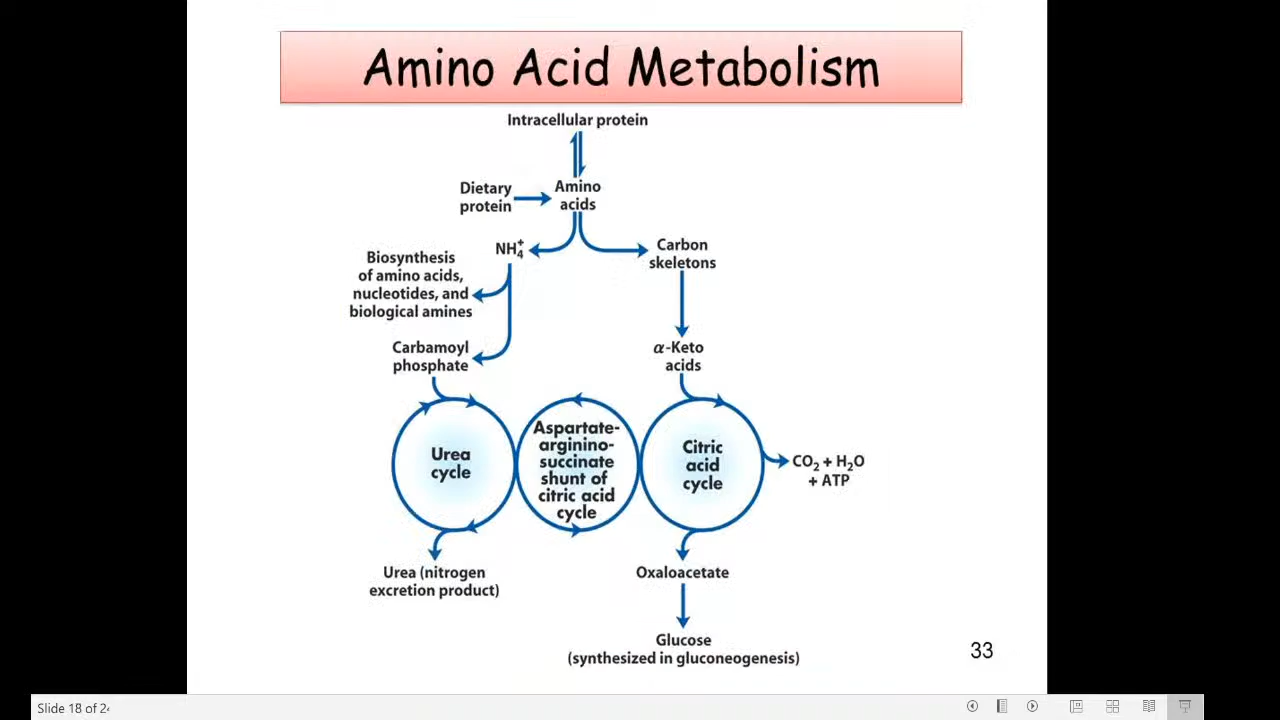 Amino Acid Metabolism
Intracellular protein
Dietary
protein
Amino
acids
NH₄⁺
Carbon
skeletons
Biosynthesis
of amino acids,
nucleotides, and
biological amines
Carbamoyl
phosphate
α-Keto
acids
Urea
cycle
Aspartate-
arginino-
succinate
shunt of
citric acid
cycle
Citric
acid
cycle
CO₂ + H₂O
+ ATP
Urea (nitrogen
excretion product)
Oxaloacetate
Glucose
(synthesized in gluconeogenesis)
33
Slide 18 of 24